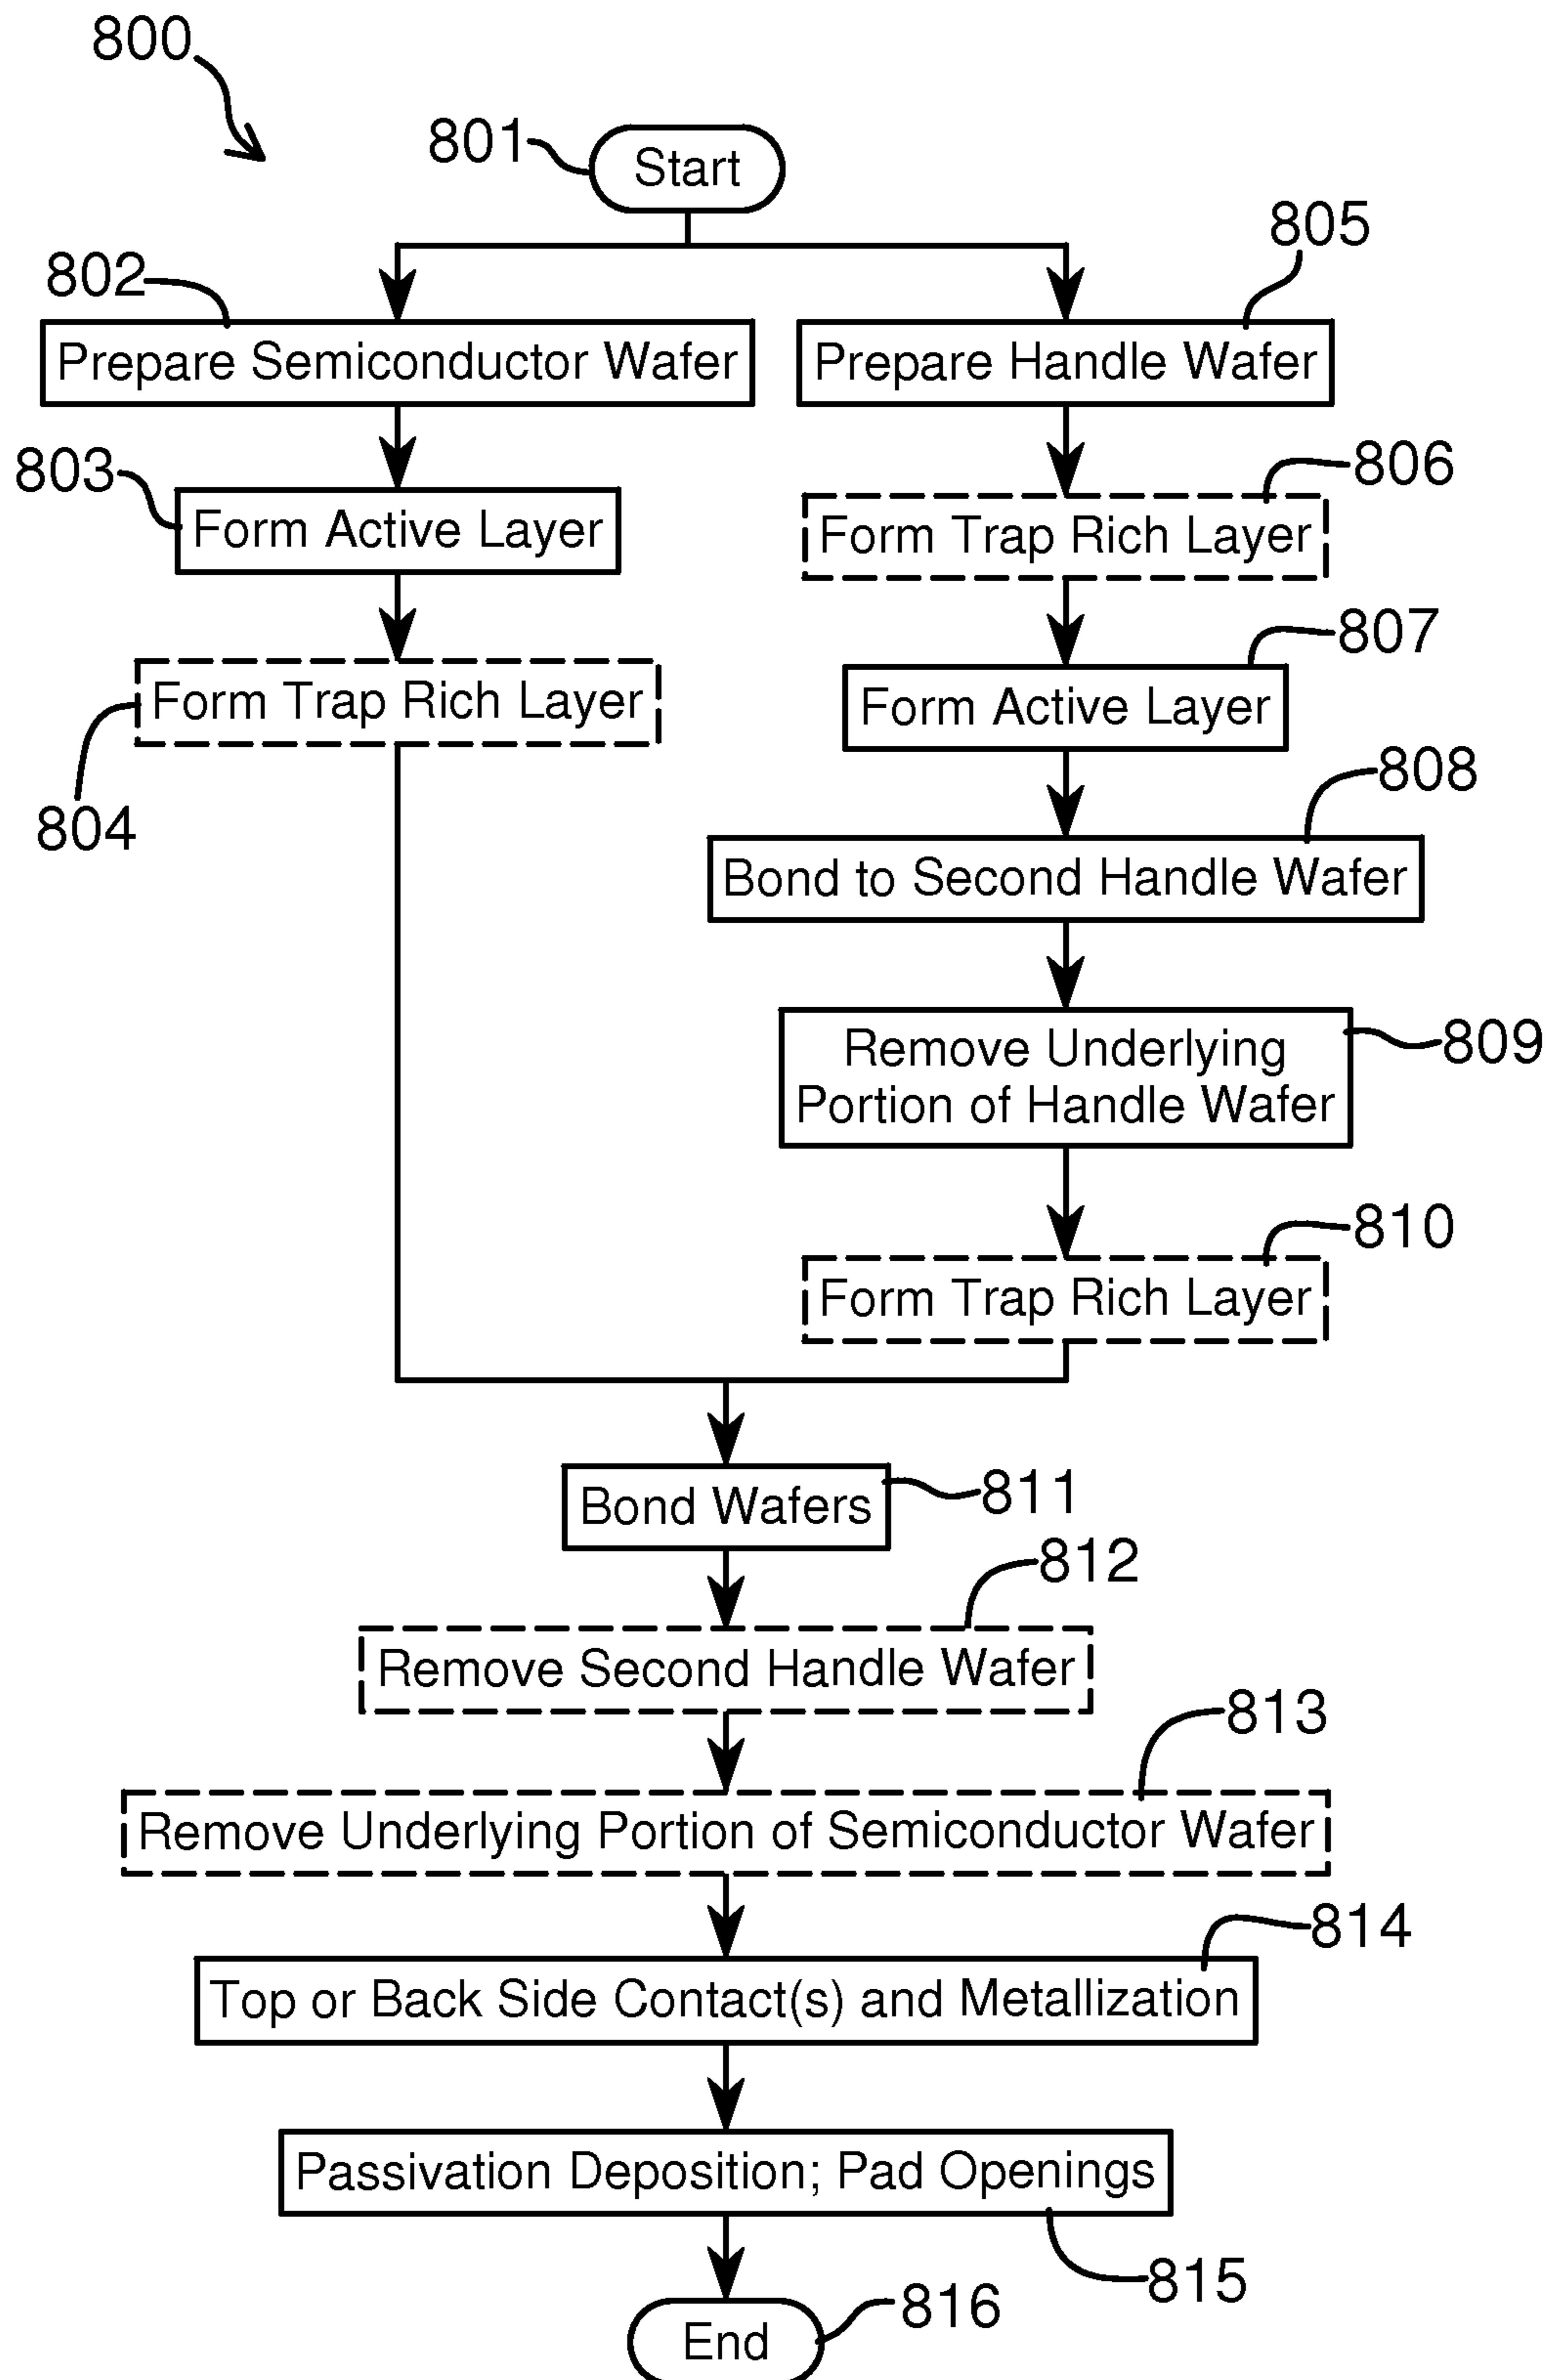 800
801
Start
805
802
Prepare Semiconductor Wafer
Prepare Handle Wafer
803
Form Active Layer
806
Form Trap Rich Layer
807
Form Trap Rich Layer
804
Form Active Layer
808
Bond to Second Handle Wafer
809
Remove Underlying
Portion of Handle Wafer
810
Form Trap Rich Layer
811
Bond Wafers
812
Remove Second Handle Wafer
813
Remove Underlying Portion of Semiconductor Wafer
814
Top or Back Side Contact(s) and Metallization
Passivation Deposition; Pad Openings
815
816
End